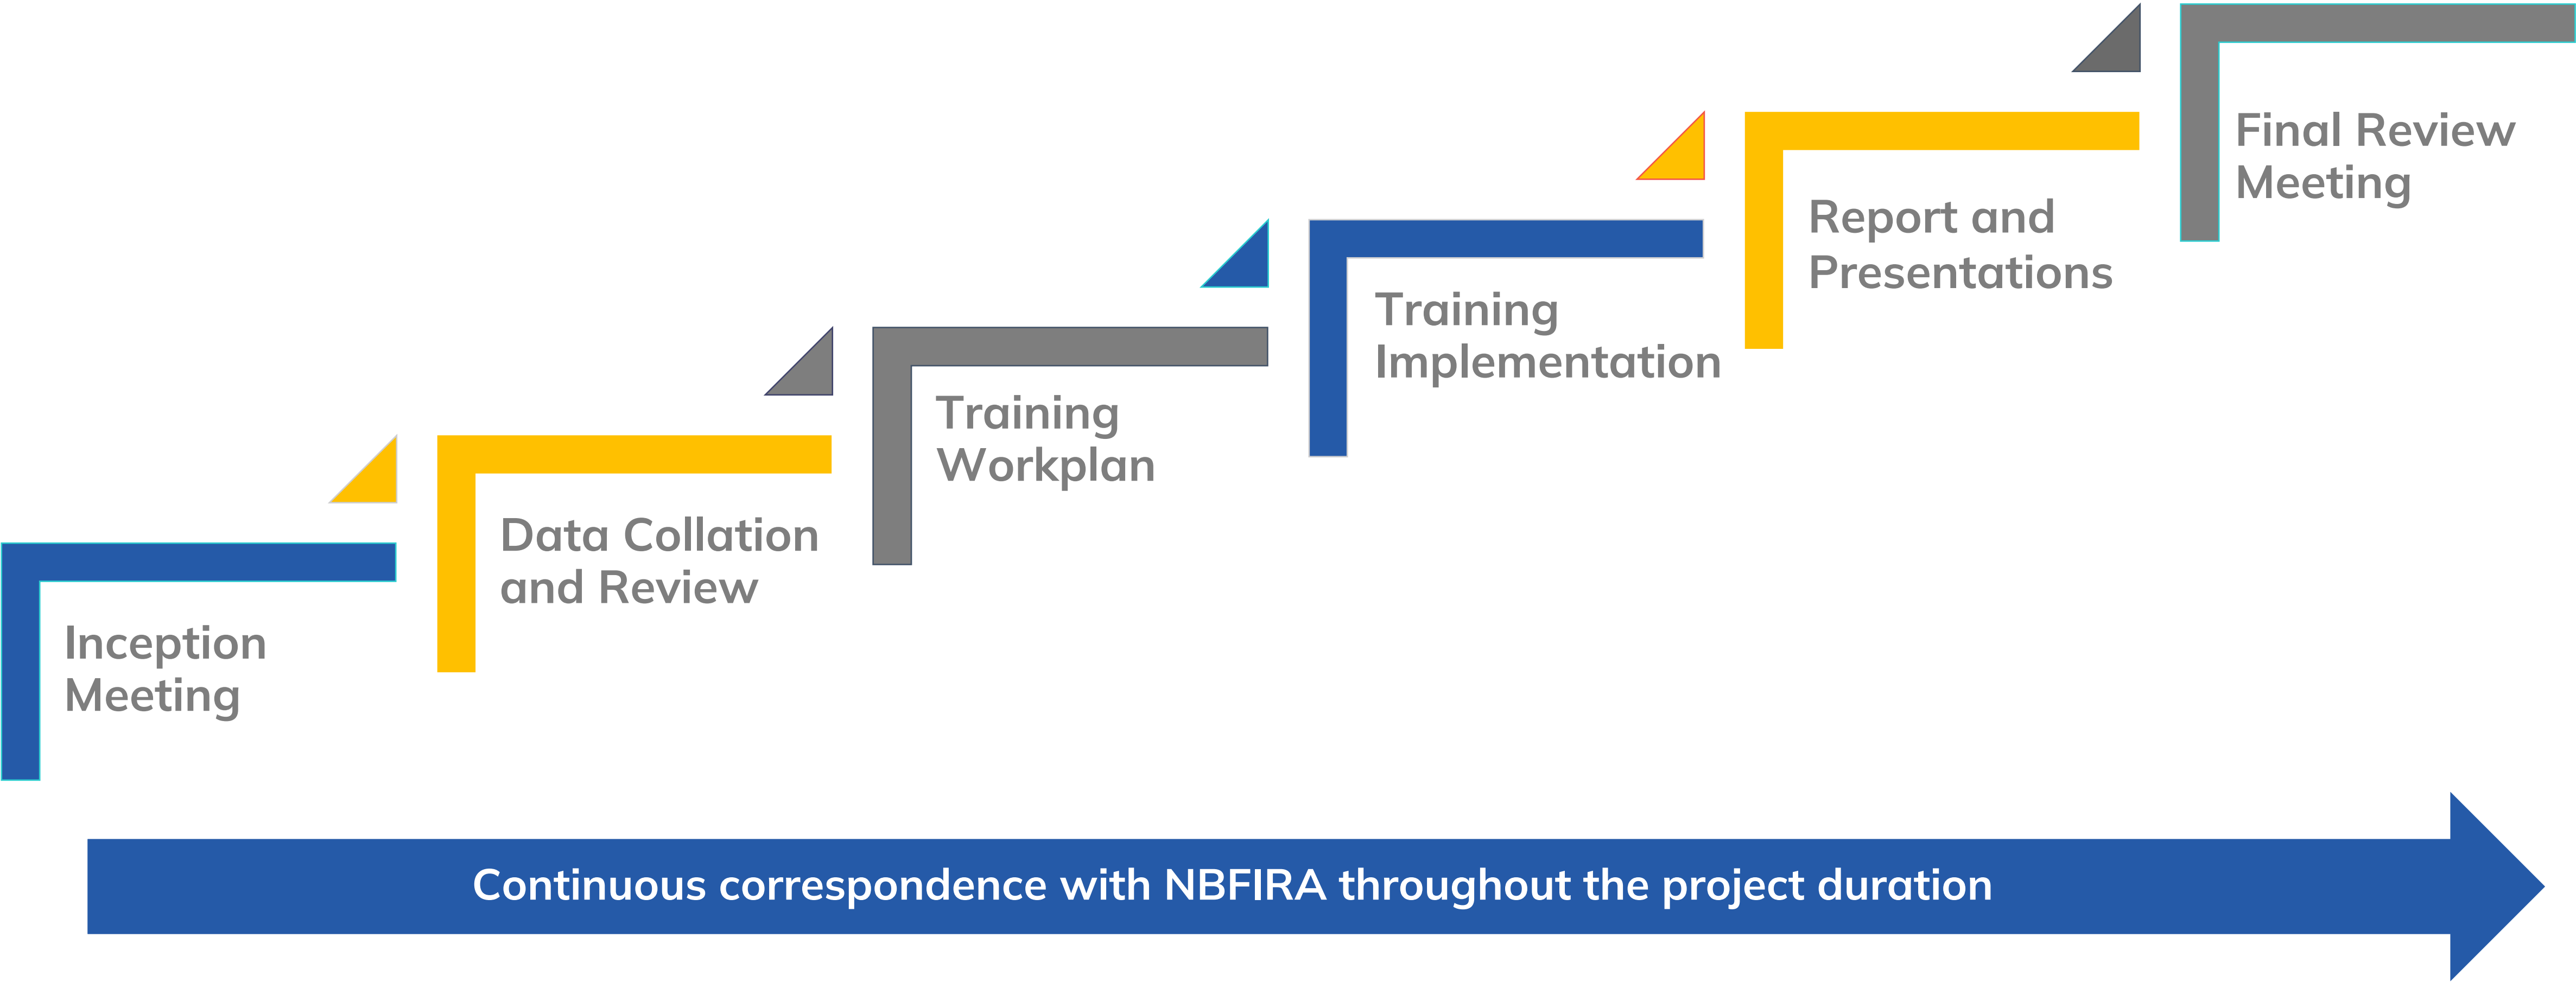 Inception
Meeting
Data Collation
and Review
Training
Workplan
Training
Implementation
Report and
Presentations
Final Review
Meeting
Continuous correspondence with NBFIRA throughout the project duration